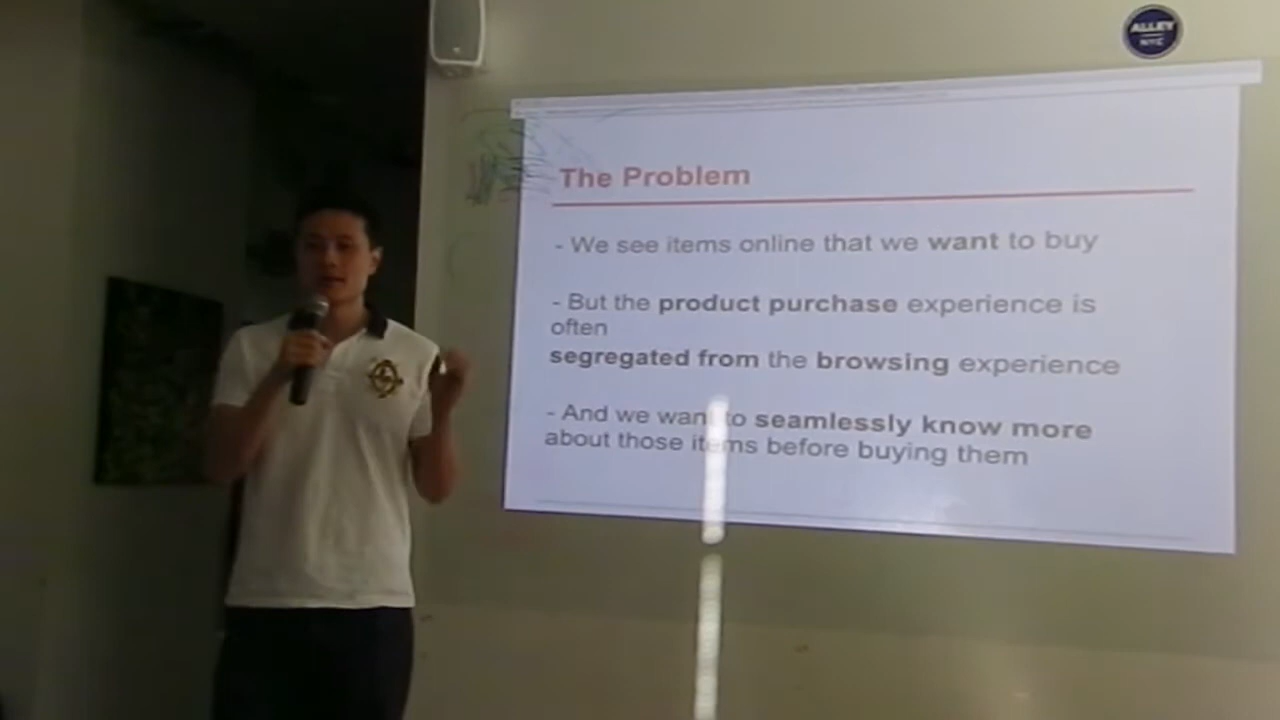 ALLEY
NYC
The Problem
- We see items online that we want to buy
- But the product purchase experience is
often
segregated from the browsing experience
- And we want to seamlessly know more
about those items before buying them